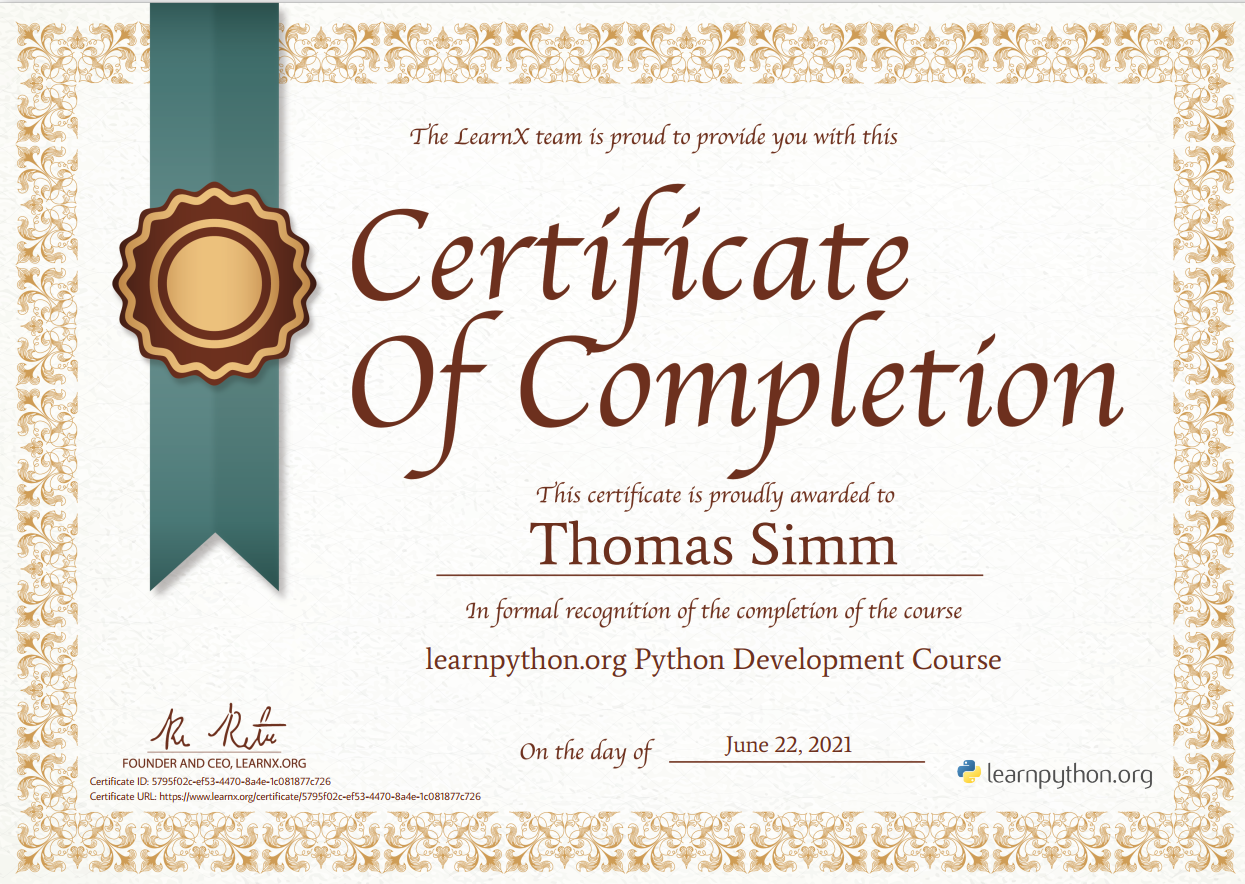 The LearnX team is proud to provide you with this
Certificate
Of Completion
This certificate is proudly awarded to
Thomas Simm
In formal recognition of the completion of the course
learnpython.org Python Development Course
On the day of June 22, 2021
FOUNDER AND CEO, LEARNX.ORG
Certificate ID: 5795f02c-ef53-4470-8a4e-1c081877c726
Certificate URL: https://www.learnx.org/certificate/5795f02c-ef53-4470-8a4e-1c081877c726
learnpython.org